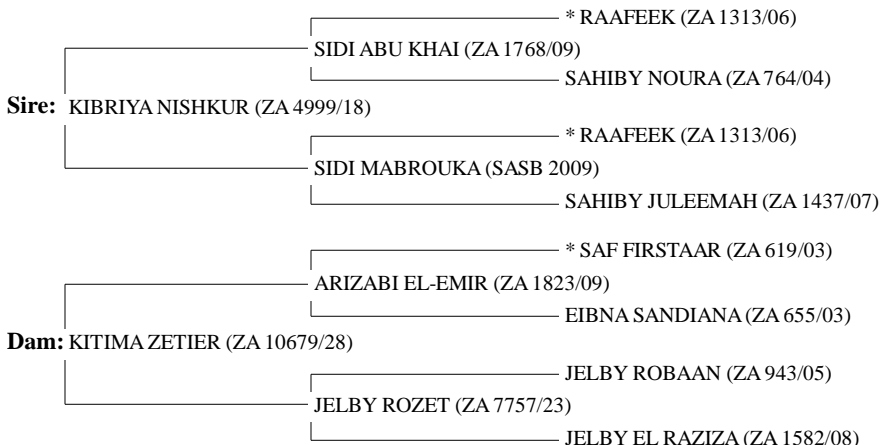 * RAAFEEK (ZA 1313/06)
SIDI ABU KHAI (ZA 1768/09)
SAHIBY NOURA (ZA 764/04)
Sire: KIBRIYA NISHKUR (ZA 4999/18)
* RAAFEEK (ZA 1313/06)
SIDI MABROUKA (SASB 2009)
SAHIBY JULEEMAH (ZA 1437/07)
* SAF FIRSTAAR (ZA 619/03)
ARIZABI EL-EMIR (ZA 1823/09)
EIBNA SANDIANA (ZA 655/03)
Dam: KITIMA ZETIER (ZA 10679/28)
JELBY ROBAAN (ZA 943/05)
JELBY ROZET (ZA 7757/23)
JELBY EL RAZIZA (ZA 1582/08)